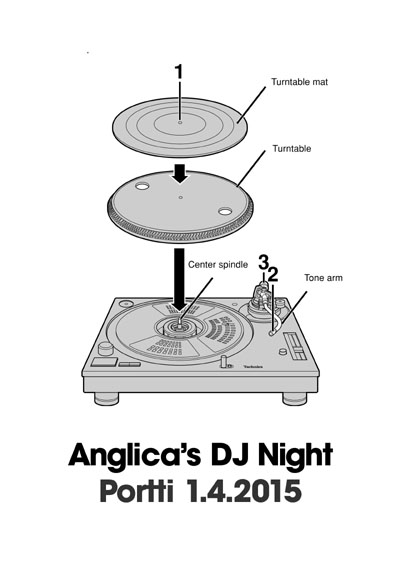 1
Turntable mat
Turntable
Center spindle
3
2
Tone arm
Technics
Anglica's DJ Night
Portti 1.4.2015